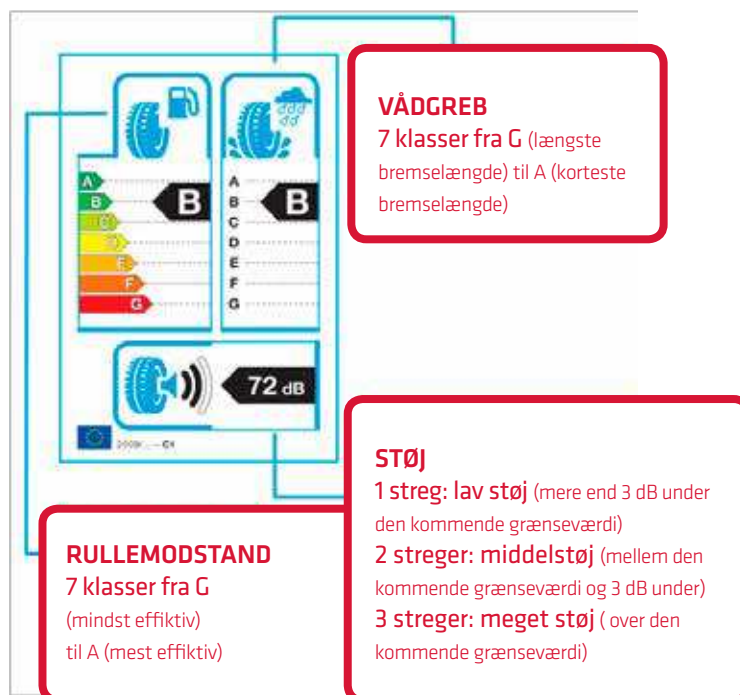 VÅDGREB
7 klasser fra G (længste
bremselængde) til A (korteste
bremselængde)
A
B
C
D
E
F
G
B
A
B
C
D
E
F
G
B
72 dB
STØJ
1 streg: lav støj (mere end 3 dB under
den kommende grænseværdi)
2 streger: middelstøj (mellem den
kommende grænseværdi og 3 dB under)
3 streger: meget støj ( over den
kommende grænseværdi)
RULLEMODSTAND
7 klasser fra G
(mindst effiktiv)
til A (mest effiktiv)